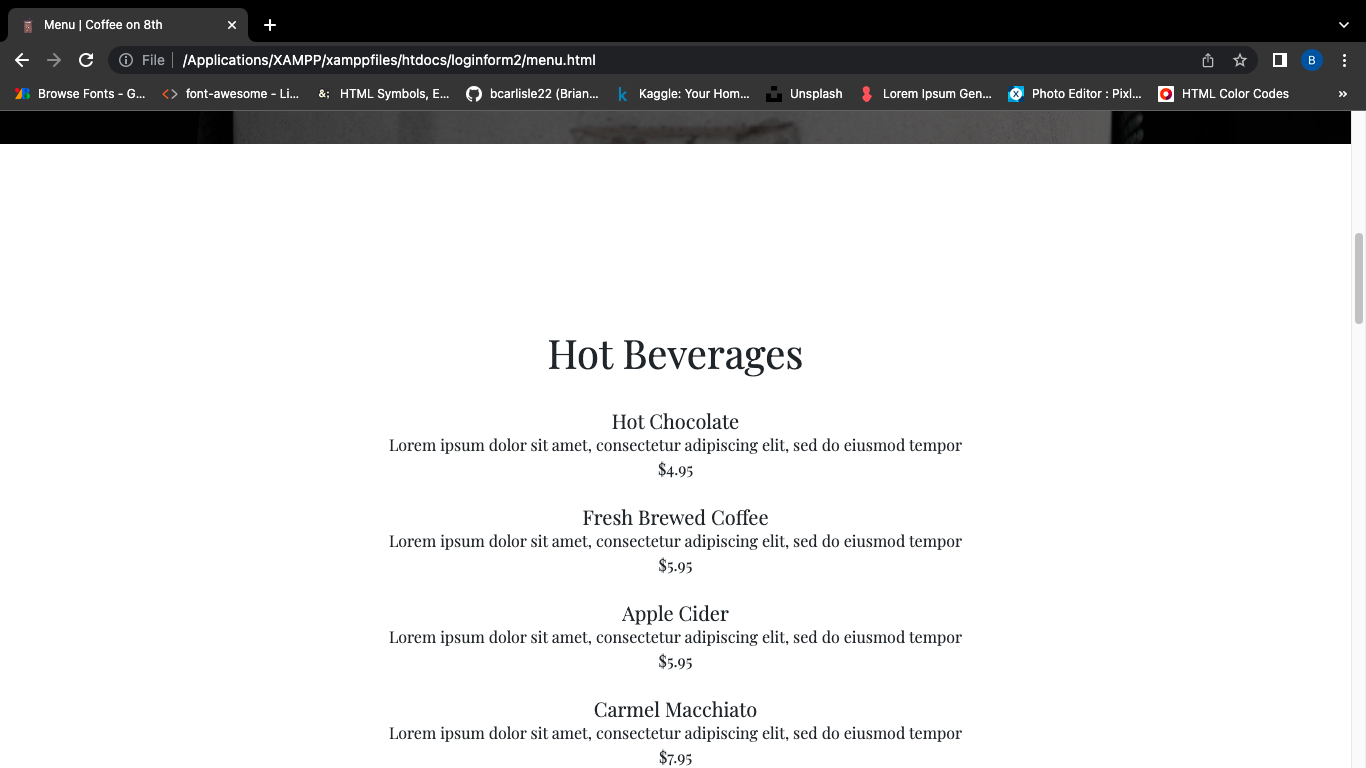 Menu | Coffee on 8th
File
/Applications/XAMPP/xamppfiles/htdocs/loginform2/menu.html
B
Browse Fonts - G...
font-awesome - Li...
HTML Symbols, E...
bcarlisle22 (Brian...
Kaggle: Your Hom...
Unsplash
Lorem Ipsum Gen...
Photo Editor : Pixl...
HTML Color Codes
Hot Beverages
Hot Chocolate
Lorem ipsum dolor sit amet, consectetur adipiscing elit, sed do eiusmod tempor
$4.95
Fresh Brewed Coffee
Lorem ipsum dolor sit amet, consectetur adipiscing elit, sed do eiusmod tempor
$5.95
Apple Cider
Lorem ipsum dolor sit amet, consectetur adipiscing elit, sed do eiusmod tempor
$5.95
Carmel Macchiato
Lorem ipsum dolor sit amet, consectetur adipiscing elit, sed do eiusmod tempor
$7.95